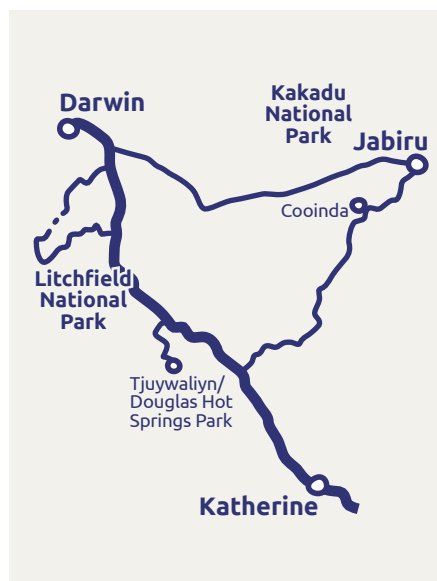 Darwin
Kakadu
National
Park
Jabiru
Cooinda
Litchfield
National
Park
Tjuywaliyn/
Douglas Hot
Springs Park
Katherine